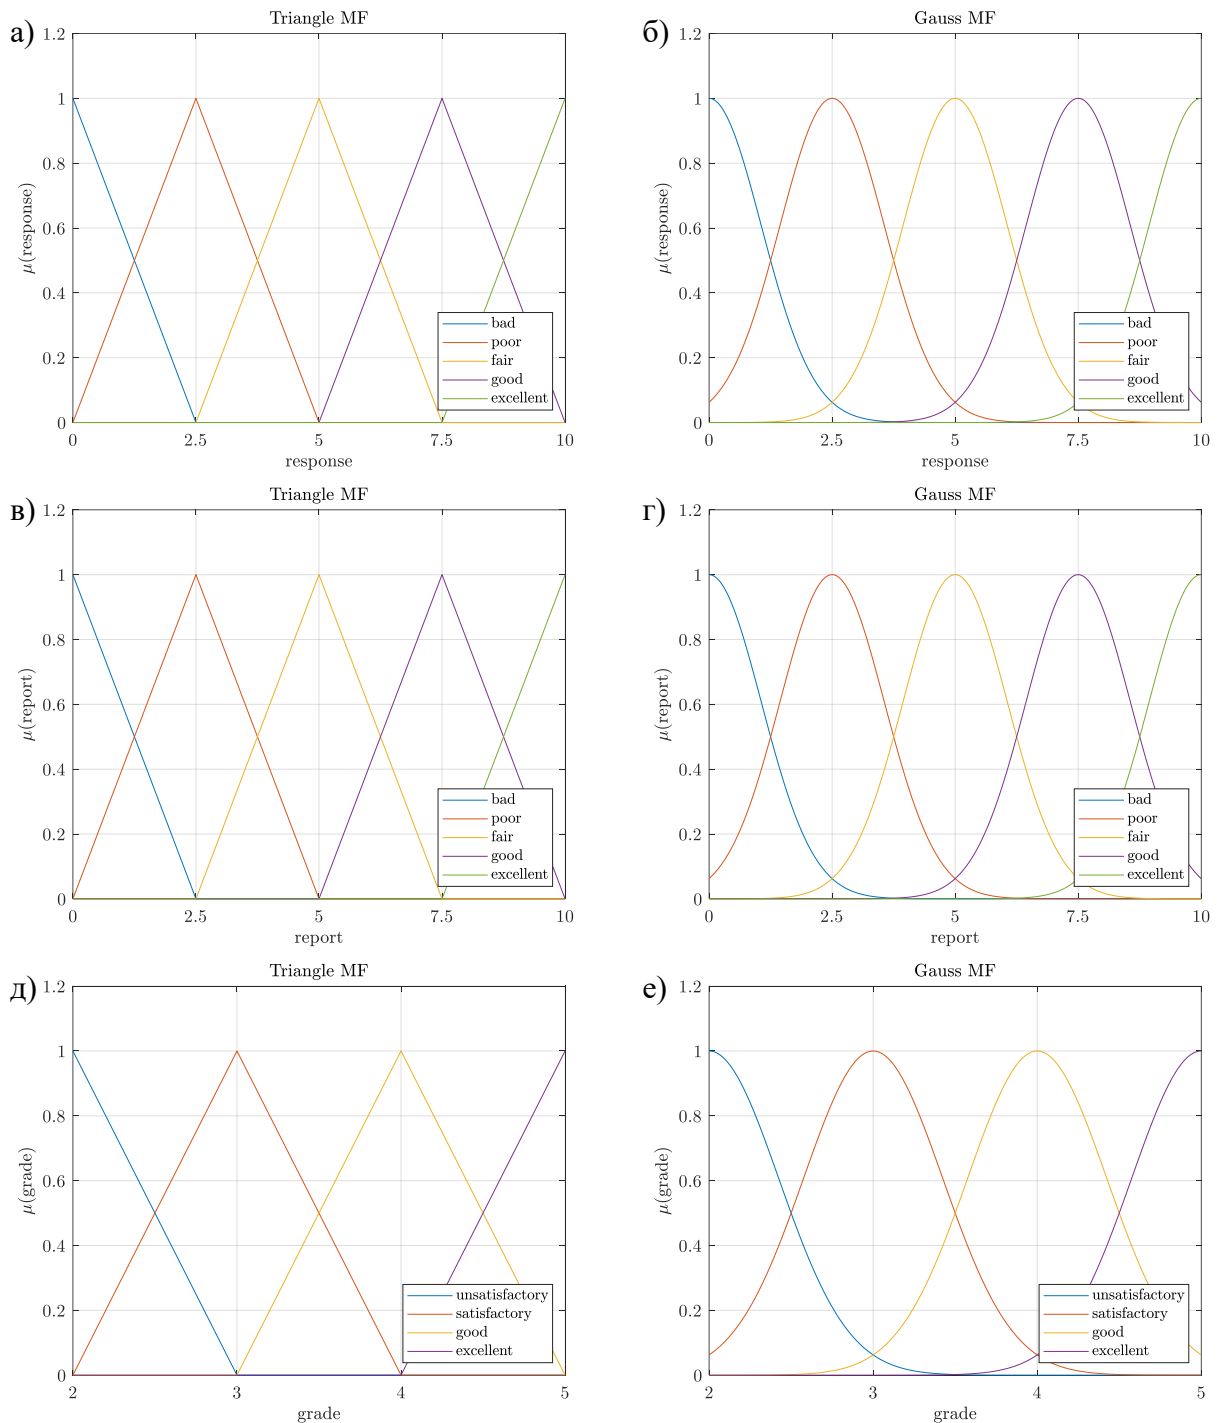 а)
Triangle MF
1.2
1
0.8
0.6
0.4
0.2
0
μ(response)
0 2.5 5 7.5 10
response
bad
poor
fair
good
excellent
б)
Gauss MF
1.2
1
0.8
0.6
0.4
0.2
0
μ(response)
0 2.5 5 7.5 10
response
bad
poor
fair
good
excellent
в)
Triangle MF
1.2
1
0.8
0.6
0.4
0.2
0
μ(report)
0 2.5 5 7.5 10
report
bad
poor
fair
good
excellent
г)
Gauss MF
1.2
1
0.8
0.6
0.4
0.2
0
μ(report)
0 2.5 5 7.5 10
report
bad
poor
fair
good
excellent
д)
Triangle MF
1.2
1
0.8
0.6
0.4
0.2
0
μ(grade)
2 3 4 5
grade
unsatisfactory
satisfactory
good
excellent
е)
Gauss MF
1.2
1
0.8
0.6
0.4
0.2
0
μ(grade)
2 3 4 5
grade
unsatisfactory
satisfactory
good
excellent